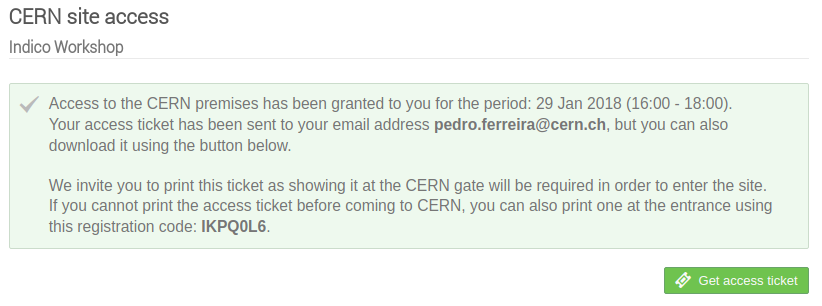 CERN site access
Indico Workshop
Access to the CERN premises has been granted to you for the period: 29 Jan 2018 (16:00 - 18:00).
Your access ticket has been sent to your email address pedro.ferreira@cern.ch, but you can also
download it using the button below.
We invite you to print this ticket as showing it at the CERN gate will be required in order to enter the site.
If you cannot print the access ticket before coming to CERN, you can also print one at the entrance using
this registration code: IKPQ0L6.
Get access ticket